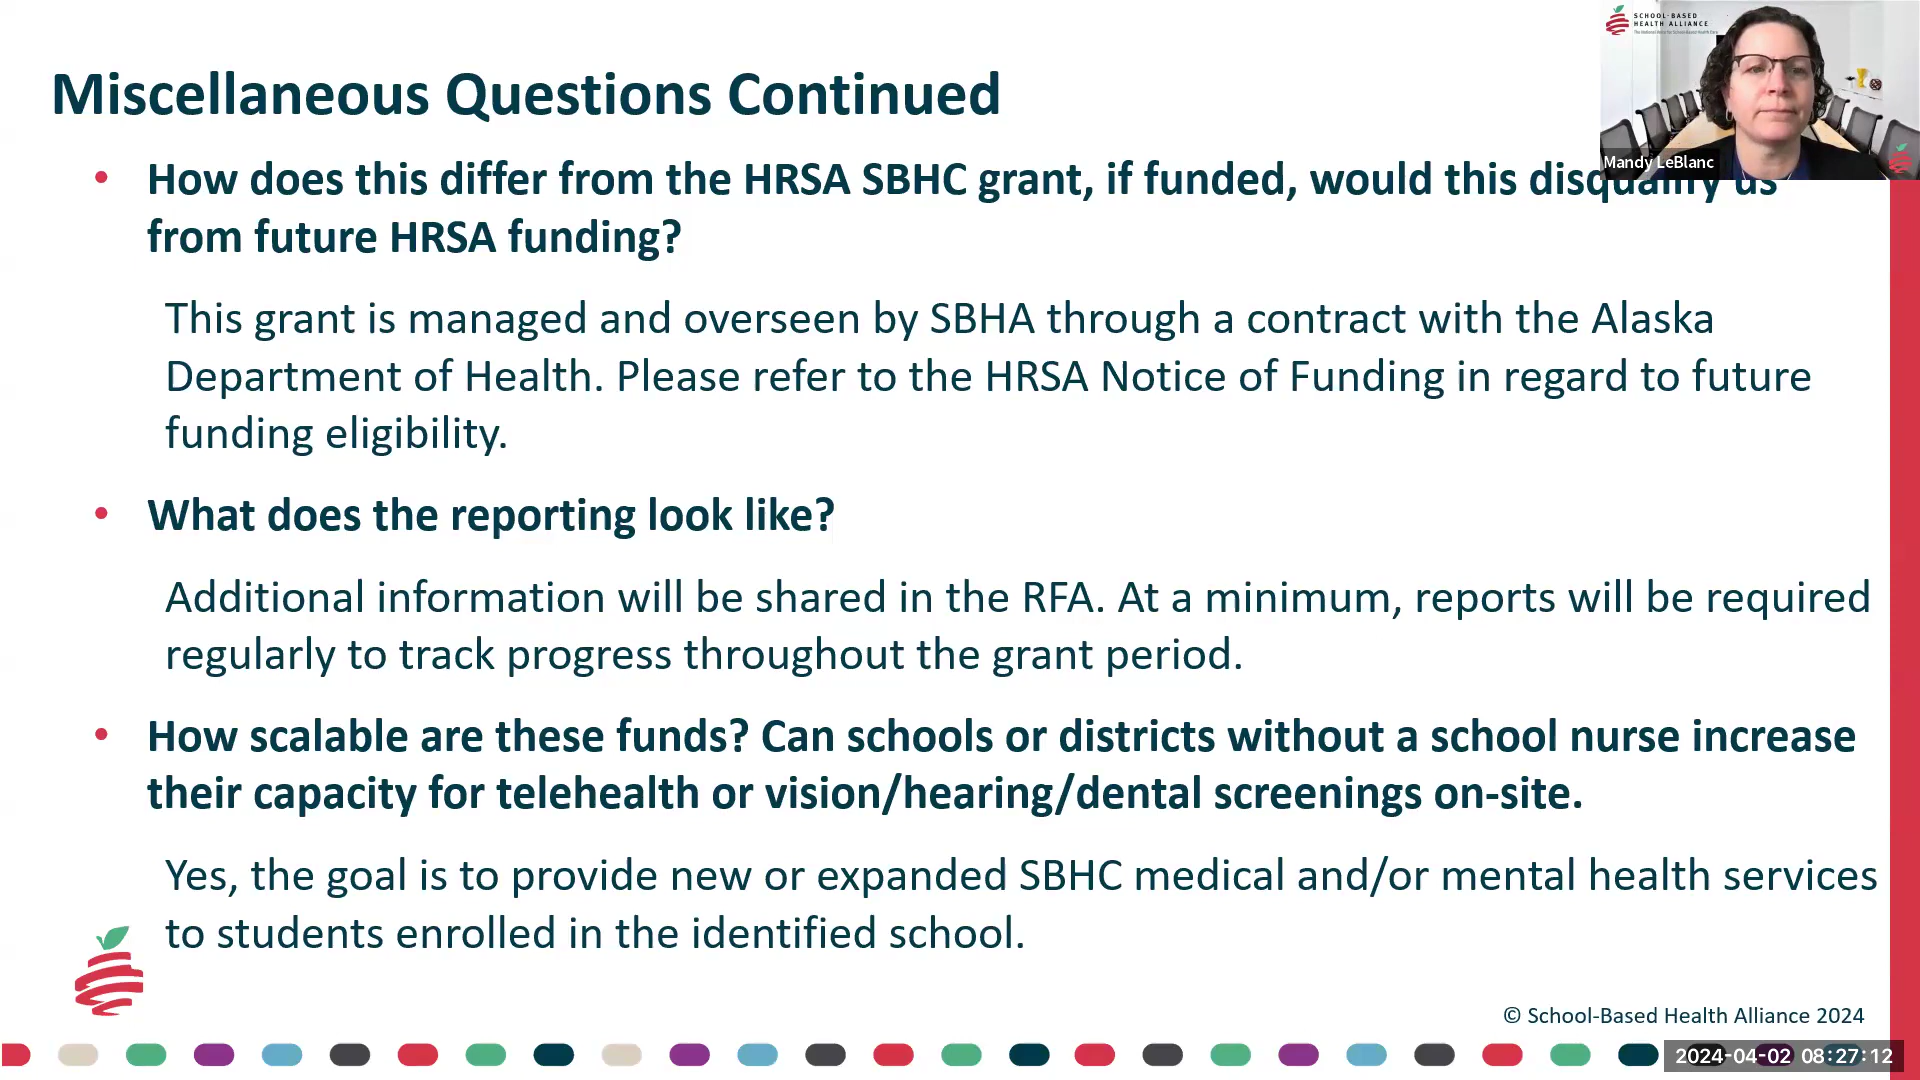 Miscellaneous Questions Continued
SCHOOL-BASED
HEALTH ALLIANCE
Mandy LeBlanc
• How does this differ from the HRSA SBHC grant, if funded, would this disqualify us
from future HRSA funding?
This grant is managed and overseen by SBHA through a contract with the Alaska
Department of Health. Please refer to the HRSA Notice of Funding in regard to future
funding eligibility.
• What does the reporting look like?
Additional information will be shared in the RFA. At a minimum, reports will be required
regularly to track progress throughout the grant period.
• How scalable are these funds? Can schools or districts without a school nurse increase
their capacity for telehealth or vision/hearing/dental screenings on-site.
Yes, the goal is to provide new or expanded SBHC medical and/or mental health services
to students enrolled in the identified school.
© School-Based Health Alliance 2024
2024-04-02 08:27:12